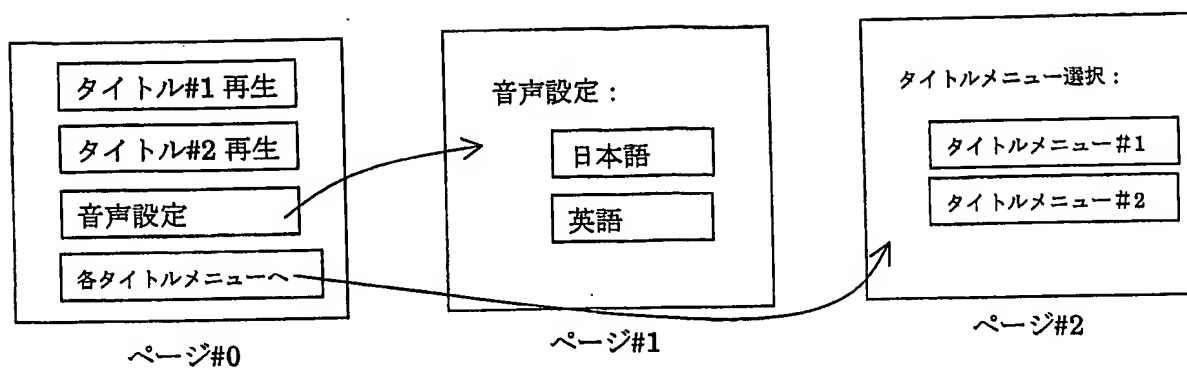 タイトル#1 再生
タイトル#2 再生
音声設定
各タイトルメニューへ
ページ#0
音声設定：
日本語
英語
ページ#1
タイトルメニュー選択：
タイトルメニュー#1
タイトルメニュー#2
ページ#2